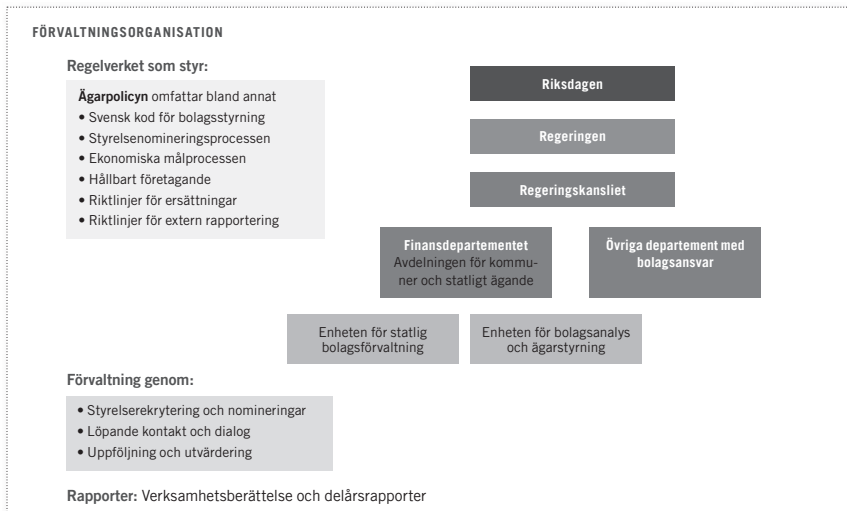 FÖRVALTNINGSORGANISATION
Regelverket som styr:
Ägarpolicyn omfattar bland annat
• Svensk kod för bolagsstyrning
• Styrelsenomineringsprocessen
• Ekonomiska målprocessen
• Hållbart företagande
• Riktlinjer för ersättningar
• Riktlinjer för extern rapportering
Riksdagen
Regeringen
Regeringskansliet
Finansdepartementet
Avdelningen för kommu-
ner och statligt ägande
Övriga departement med
bolagsansvar
Enheten för statlig
bolagsförvaltning
Enheten för bolagsanalys
och ägarstyrning
Förvaltning genom:
• Styrelserekrytering och nomineringar
• Löpande kontakt och dialog
• Uppföljning och utvärdering
Rapporter: Verksamhetsberättelse och delårsrapporter